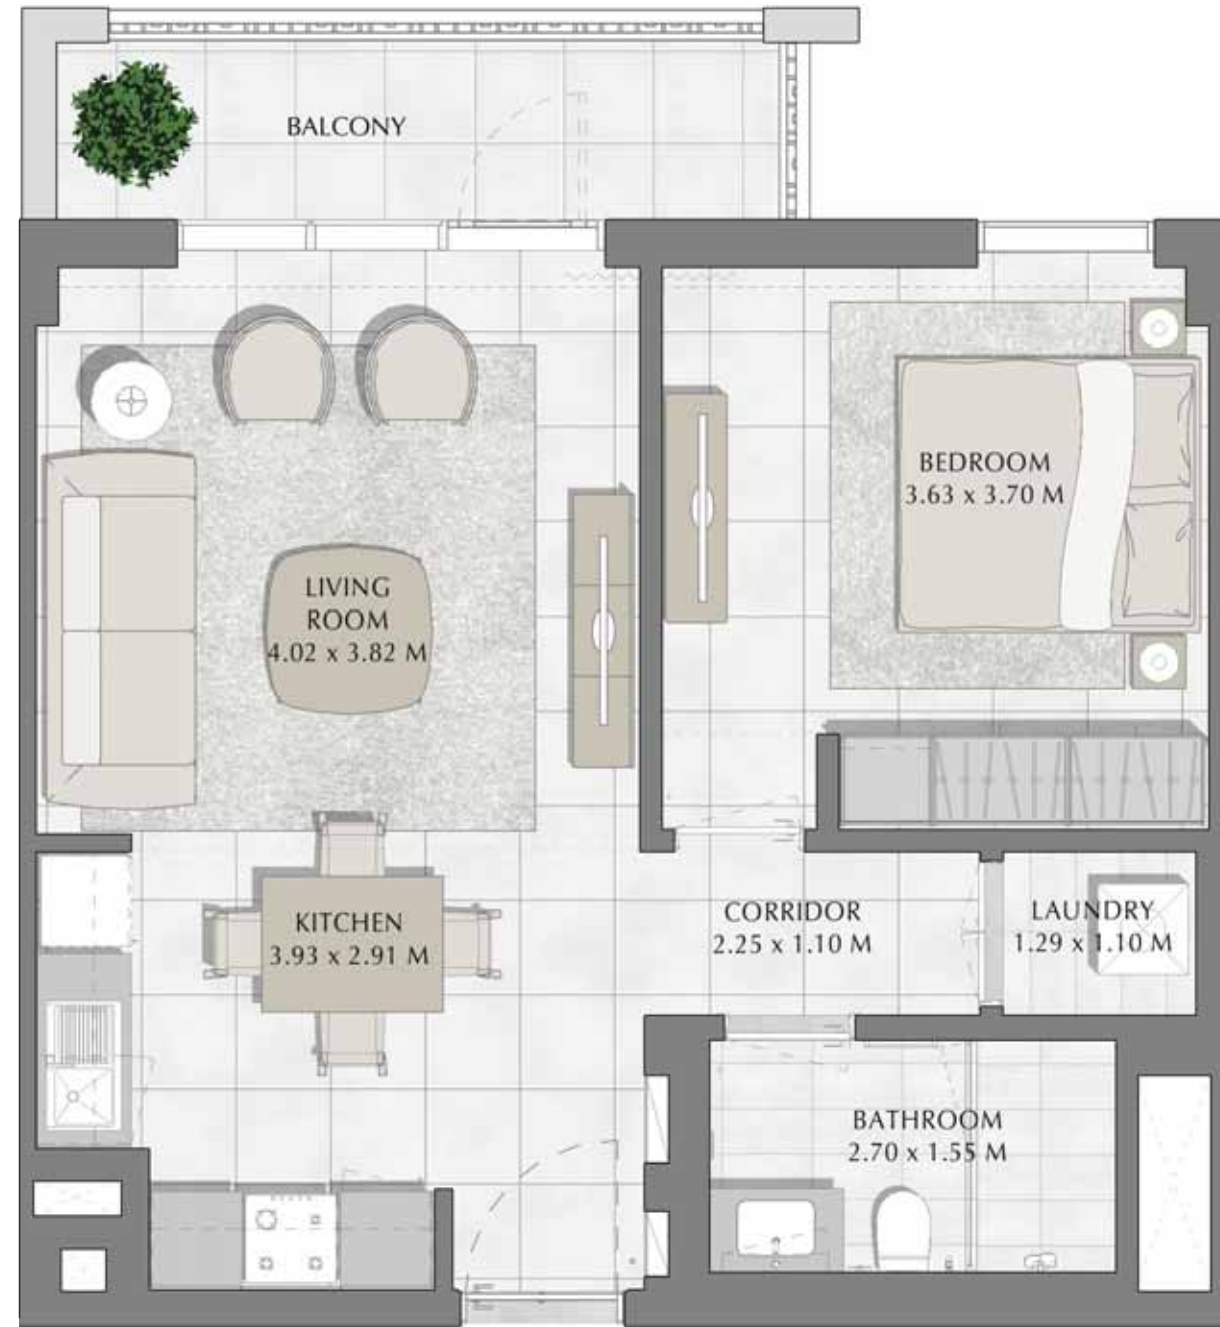 BALCONY
BEDROOM
3.63 x 3.70 M
LIVING
ROOM
4.02 x 3.82 M
KITCHEN
3.93 x 2.91 M
CORRIDOR
2.25 x 1.10 M
LAUNDRY
1.29 x 1.10 M
BATHROOM
2.70 x 1.55 M